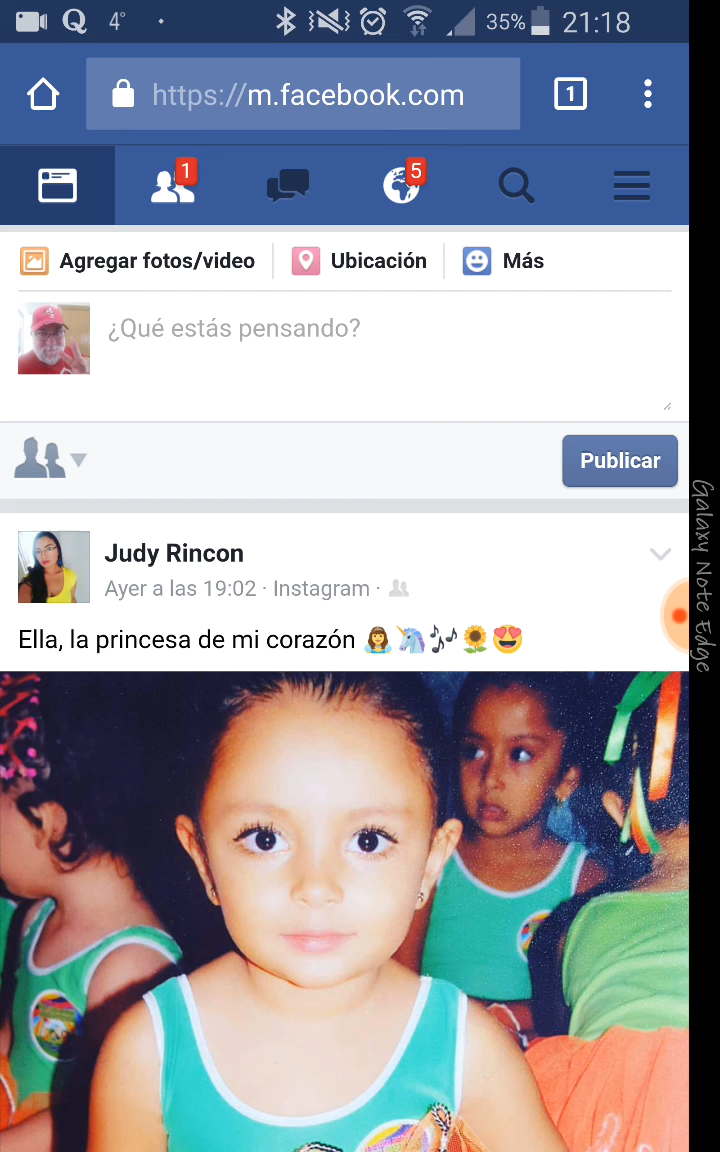 4°
35% 21:18
https://m.facebook.com
1
1
5
Agregar fotos/video Ubicación Más
¿Qué estás pensando?
Publicar
Judy Rincon
Ayer a las 19:02 · Instagram ·
Ella, la princesa de mi corazón 👸🦄🎶🌻😍
Galaxy Note Edge